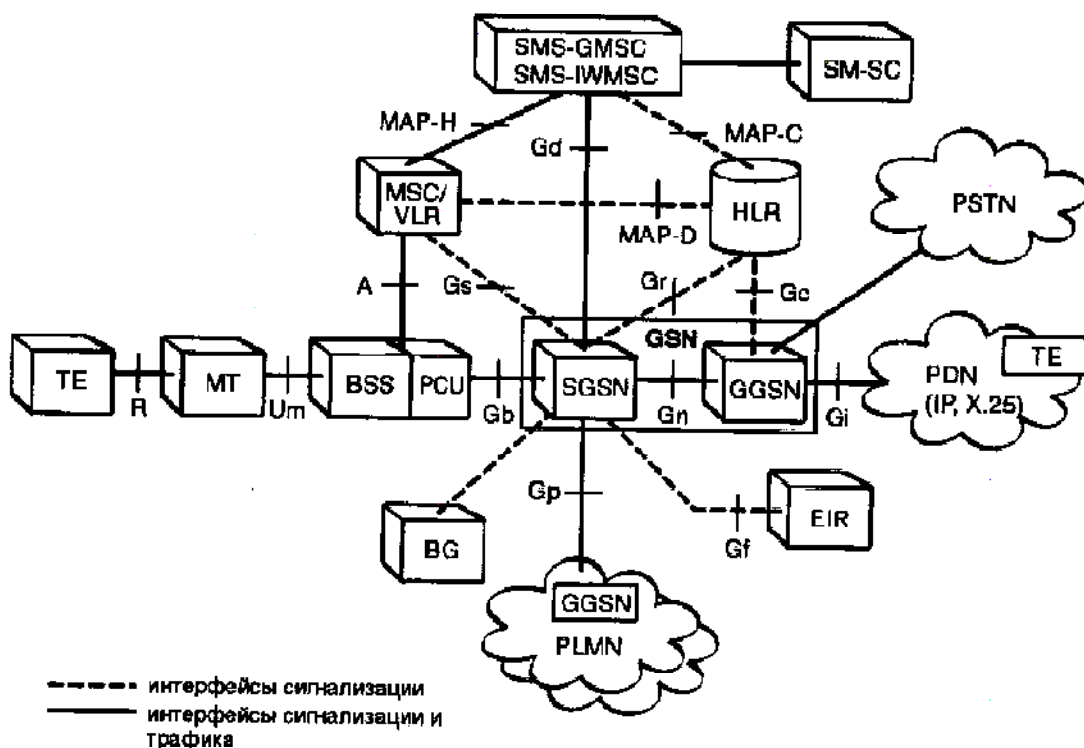 SMS-GMSC
SMS-IWMSC
SM-SC
MAP-H
Gd
MAP-C
MSC/
VLR
HLR
PSTN
MAP-D
A
Gs
Gr
Gc
GSN
TE
MT
BSS
PCU
SGSN
GGSN
PDN
(IP, X.25)
TE
R
Um
Gb
Gn
Gi
BG
Gp
EIR
Gf
GGSN
PLMN
интерфейсы сигнализации
интерфейсы сигнализации и
трафика